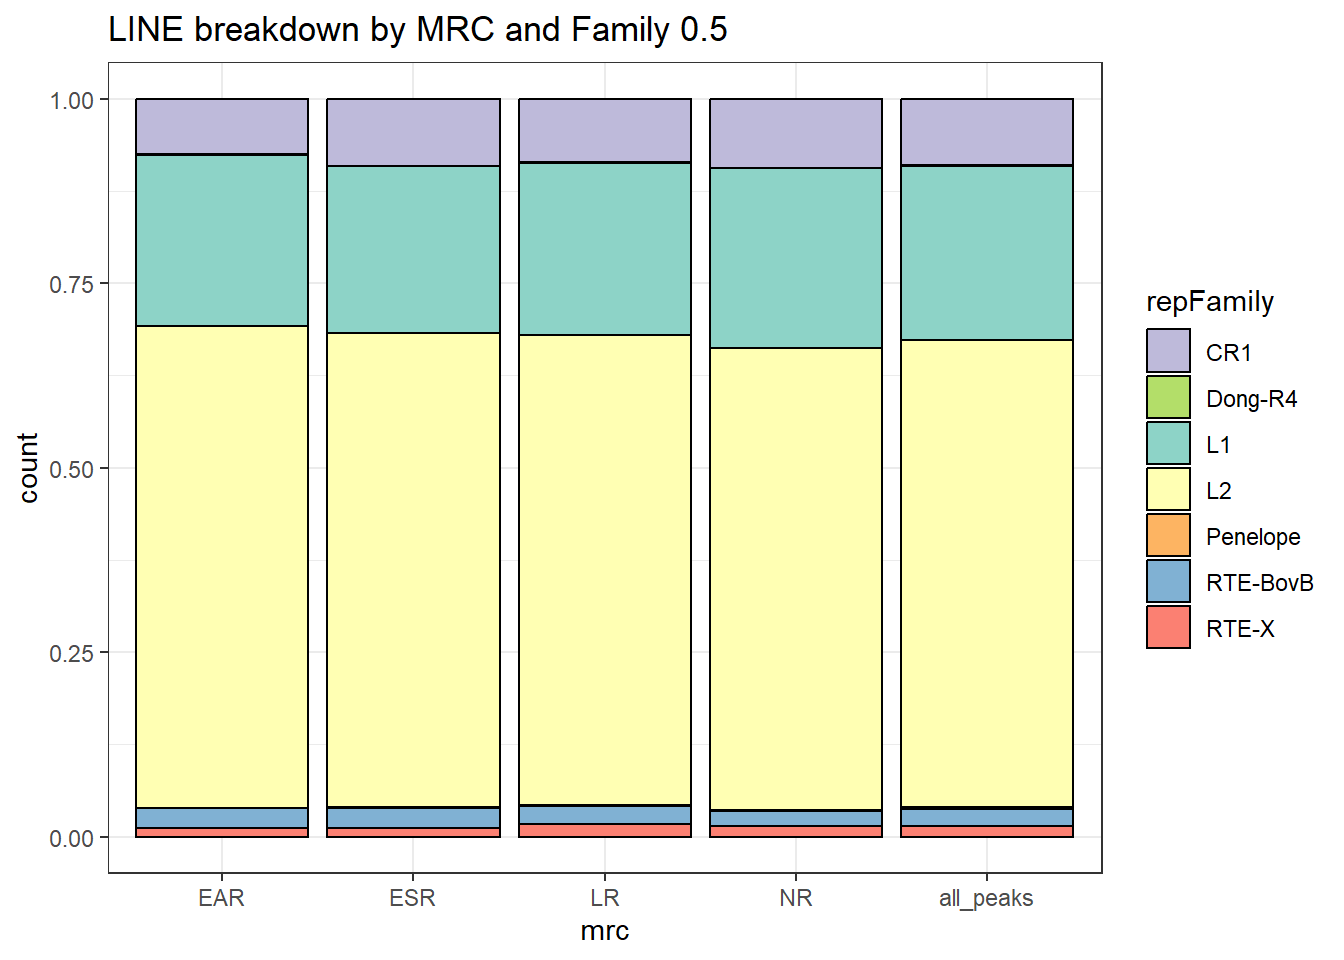 LINE breakdown by MRC and Family 0.5
count
1.00
0.75
0.50
0.25
0.00
EAR
ESR
LR
NR
all_peaks
mrc
repFamily
CR1
Dong-R4
L1
L2
Penelope
RTE-BovB
RTE-X